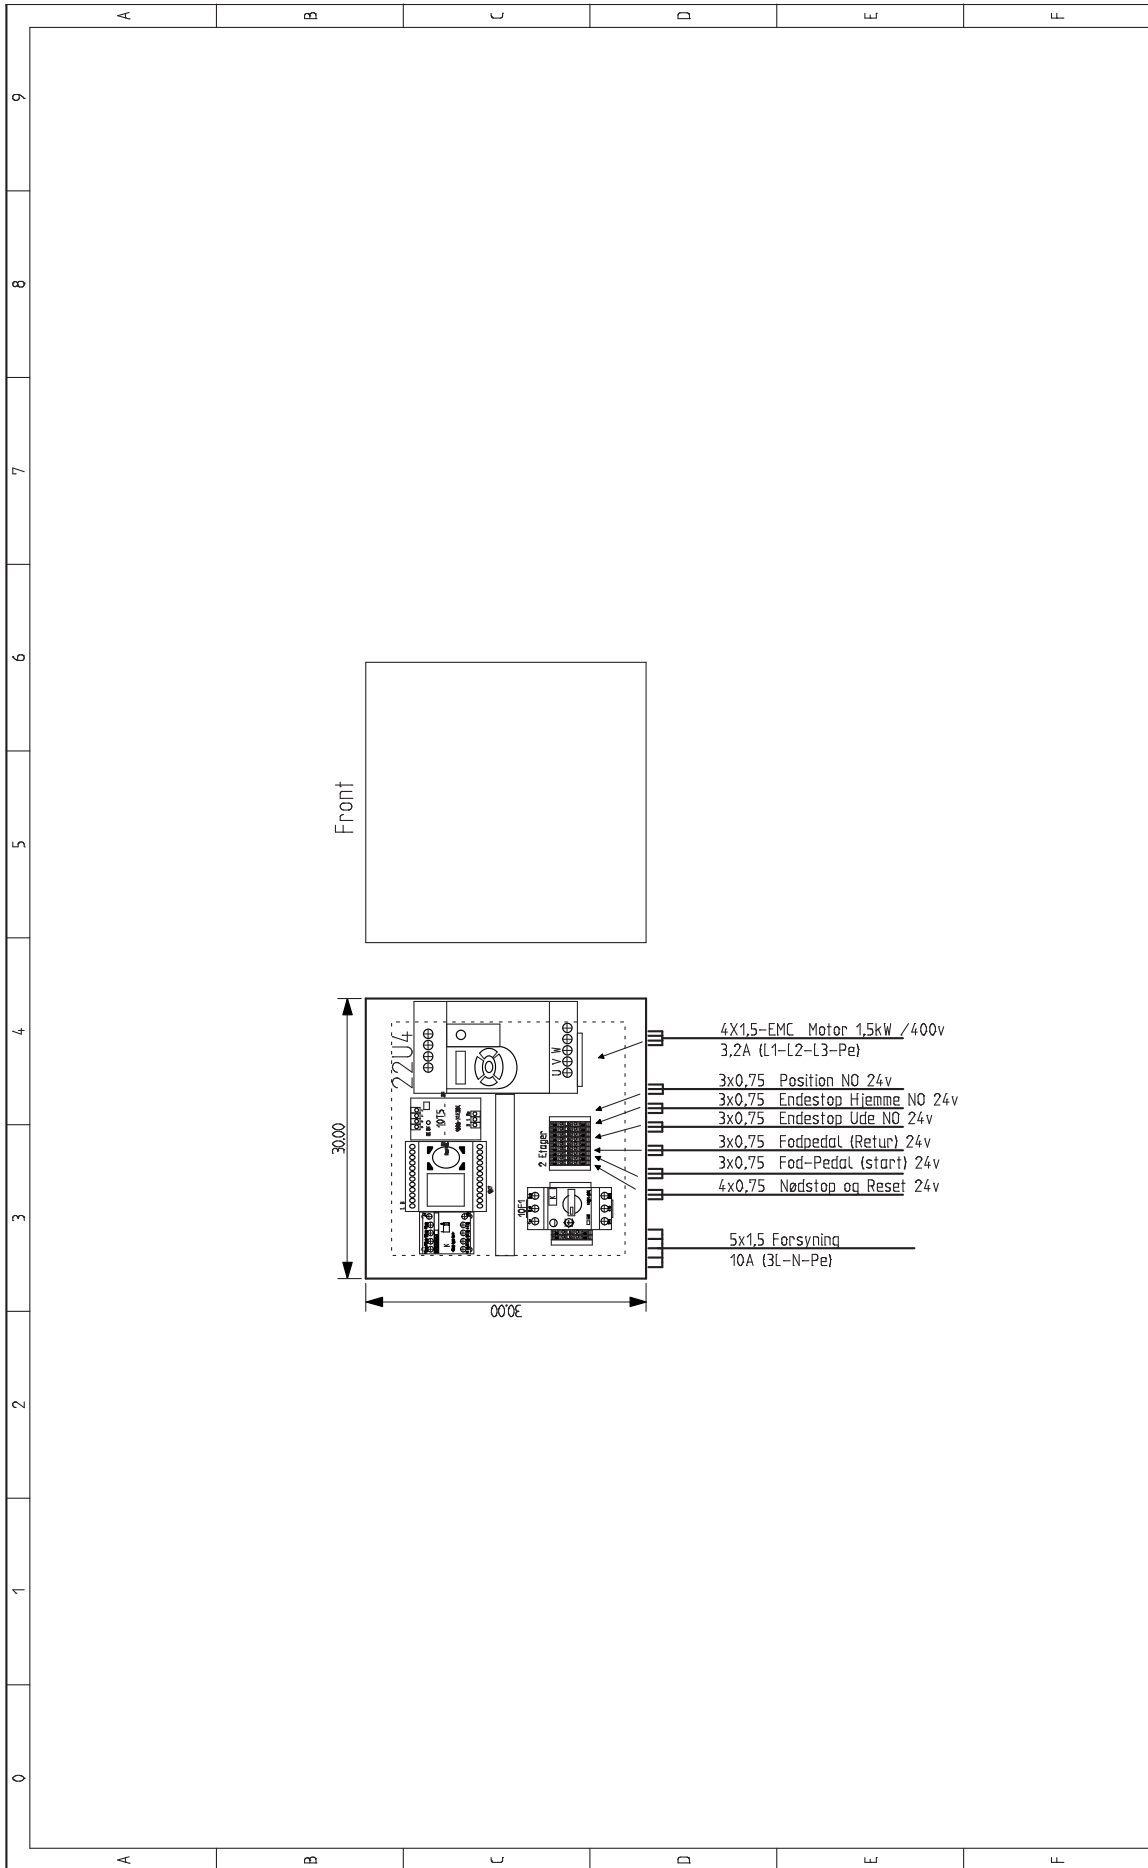 A B C D E F
9
8
7
6
5
4
3
2
1
0
Front
30.00
30.00
22U4
U V W
10T5
2 Etager
10F1
K
K
4X1,5-EMC Motor 1,5kW /400v
3,2A (L1-L2-L3-Pe)
3x0,75 Position NO 24v
3x0,75 Endestop Hjemme NO 24v
3x0,75 Endestop Ude NO 24v
3x0,75 Fodpedal (Retur) 24v
3x0,75 Fod-Pedal (start) 24v
4x0,75 Nødstop og Reset 24v
5x1,5 Forsyning
10A (3L-N-Pe)
A B C D E F